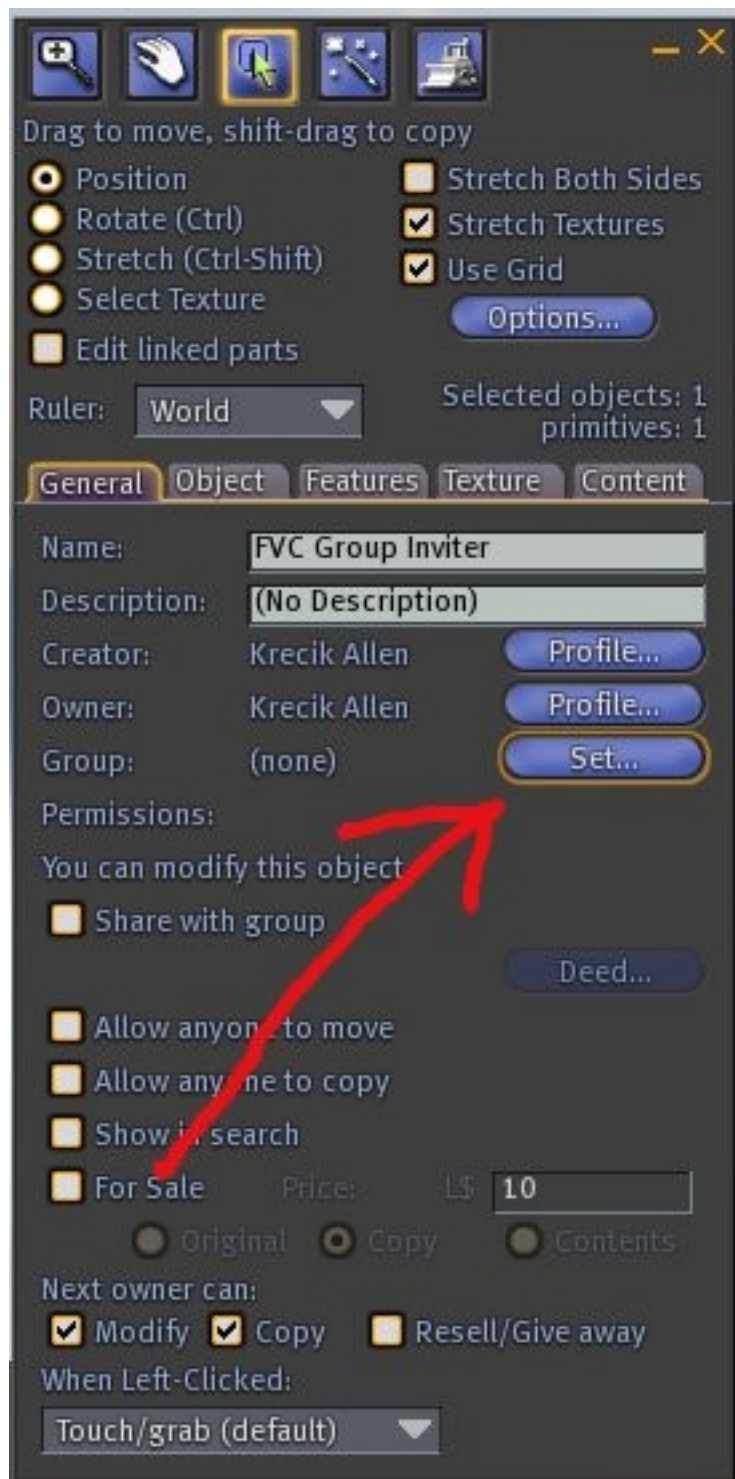 Drag to move, shift-drag to copy
Position
Stretch Both Sides
Rotate (Ctrl)
Stretch Textures
Stretch (Ctrl-Shift)
Use Grid
Select Texture
Options...
Edit linked parts
Ruler: World
Selected objects: 1
primitives: 1
General Object Features Texture Content
Name: FVC Group Inviter
Description: (No Description)
Creator: Krecik Allen Profile...
Owner: Krecik Allen Profile...
Group: (none) Set...
Permissions:
You can modify this object
Share with group
Deed...
Allow anyone to move
Allow anyone to copy
Show in search
For Sale Price: L$ 10
Original Copy Contents
Next owner can:
Modify Copy Resell/Give away
When Left-Clicked:
Touch/grab (default)